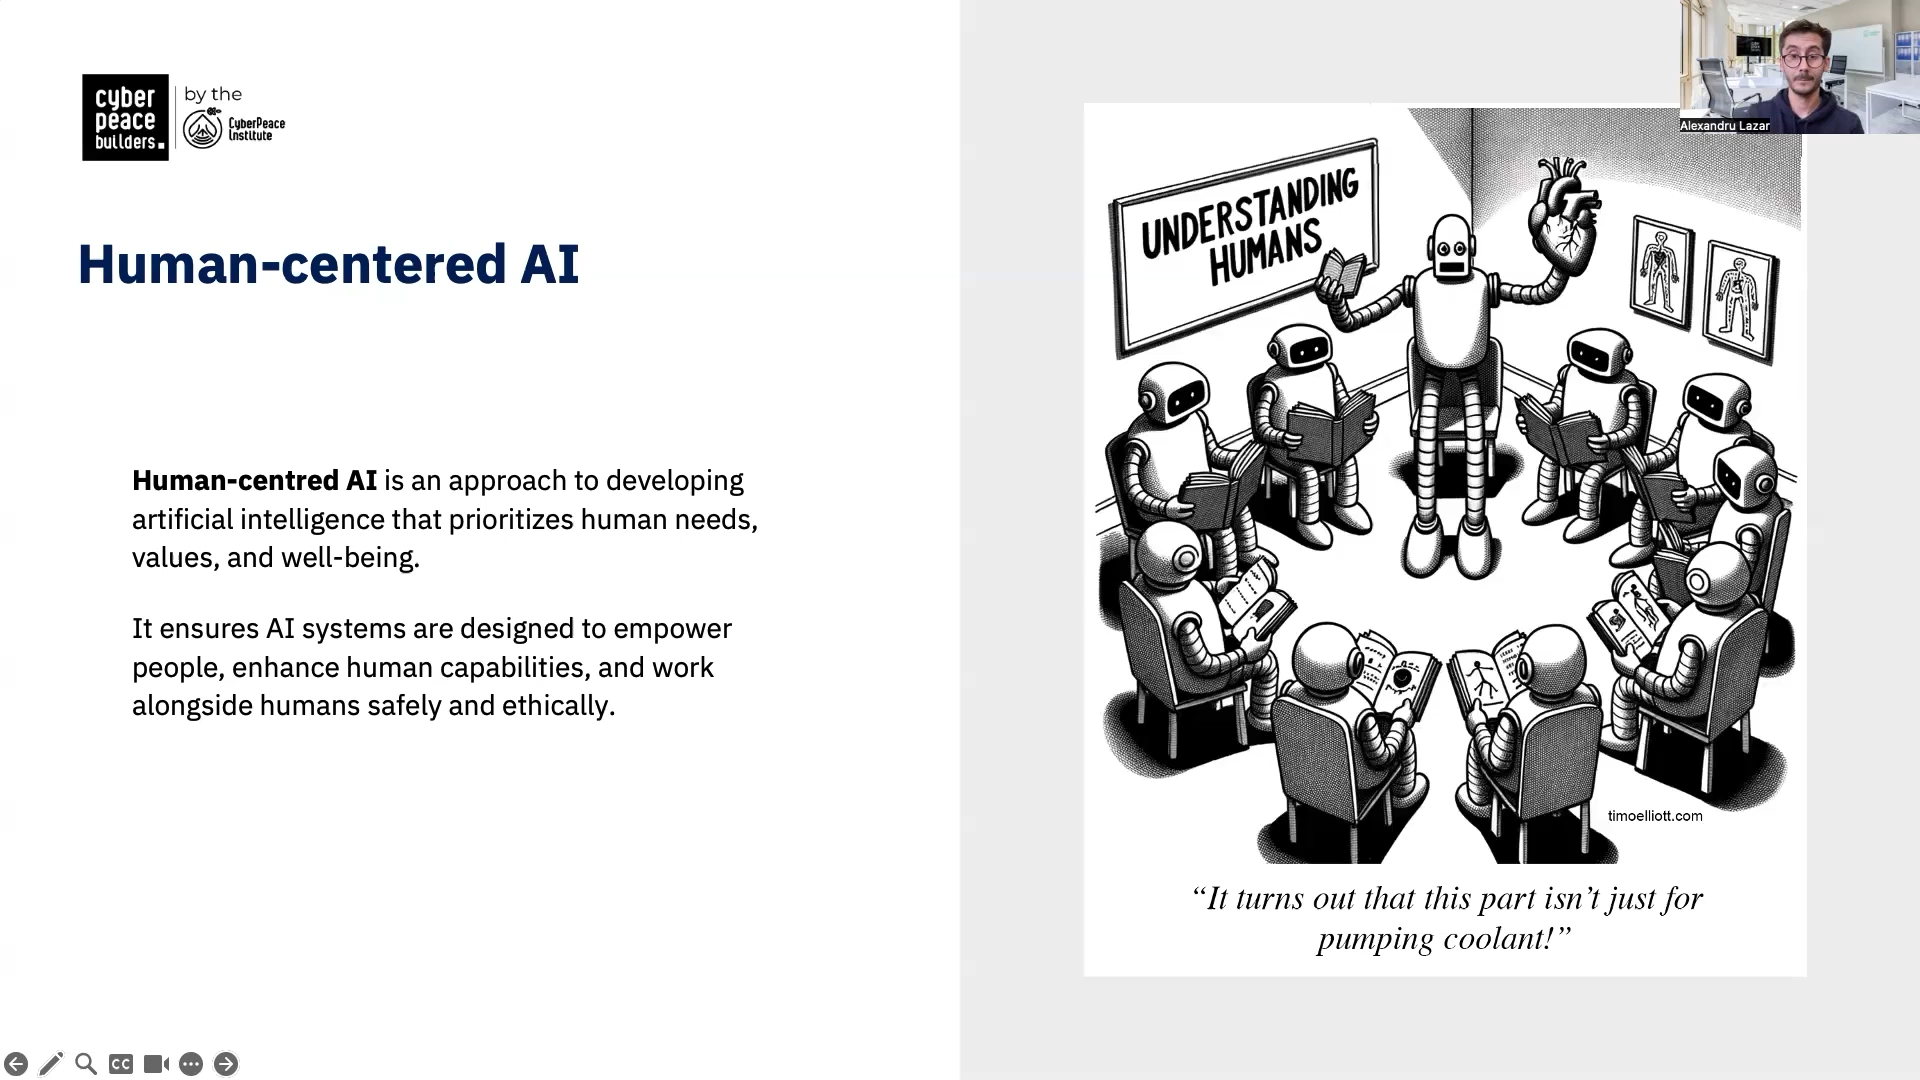 cyber
peace
builders.
by the
CyberPeace
Institute
Human-centered AI
Human-centred AI is an approach to developing
artificial intelligence that prioritizes human needs,
values, and well-being.
It ensures AI systems are designed to empower
people, enhance human capabilities, and work
alongside humans safely and ethically.
Alexandru Lazar
UNDERSTANDING
HUMANS
timoelliott.com
“It turns out that this part isn’t just for
pumping coolant!”
CC